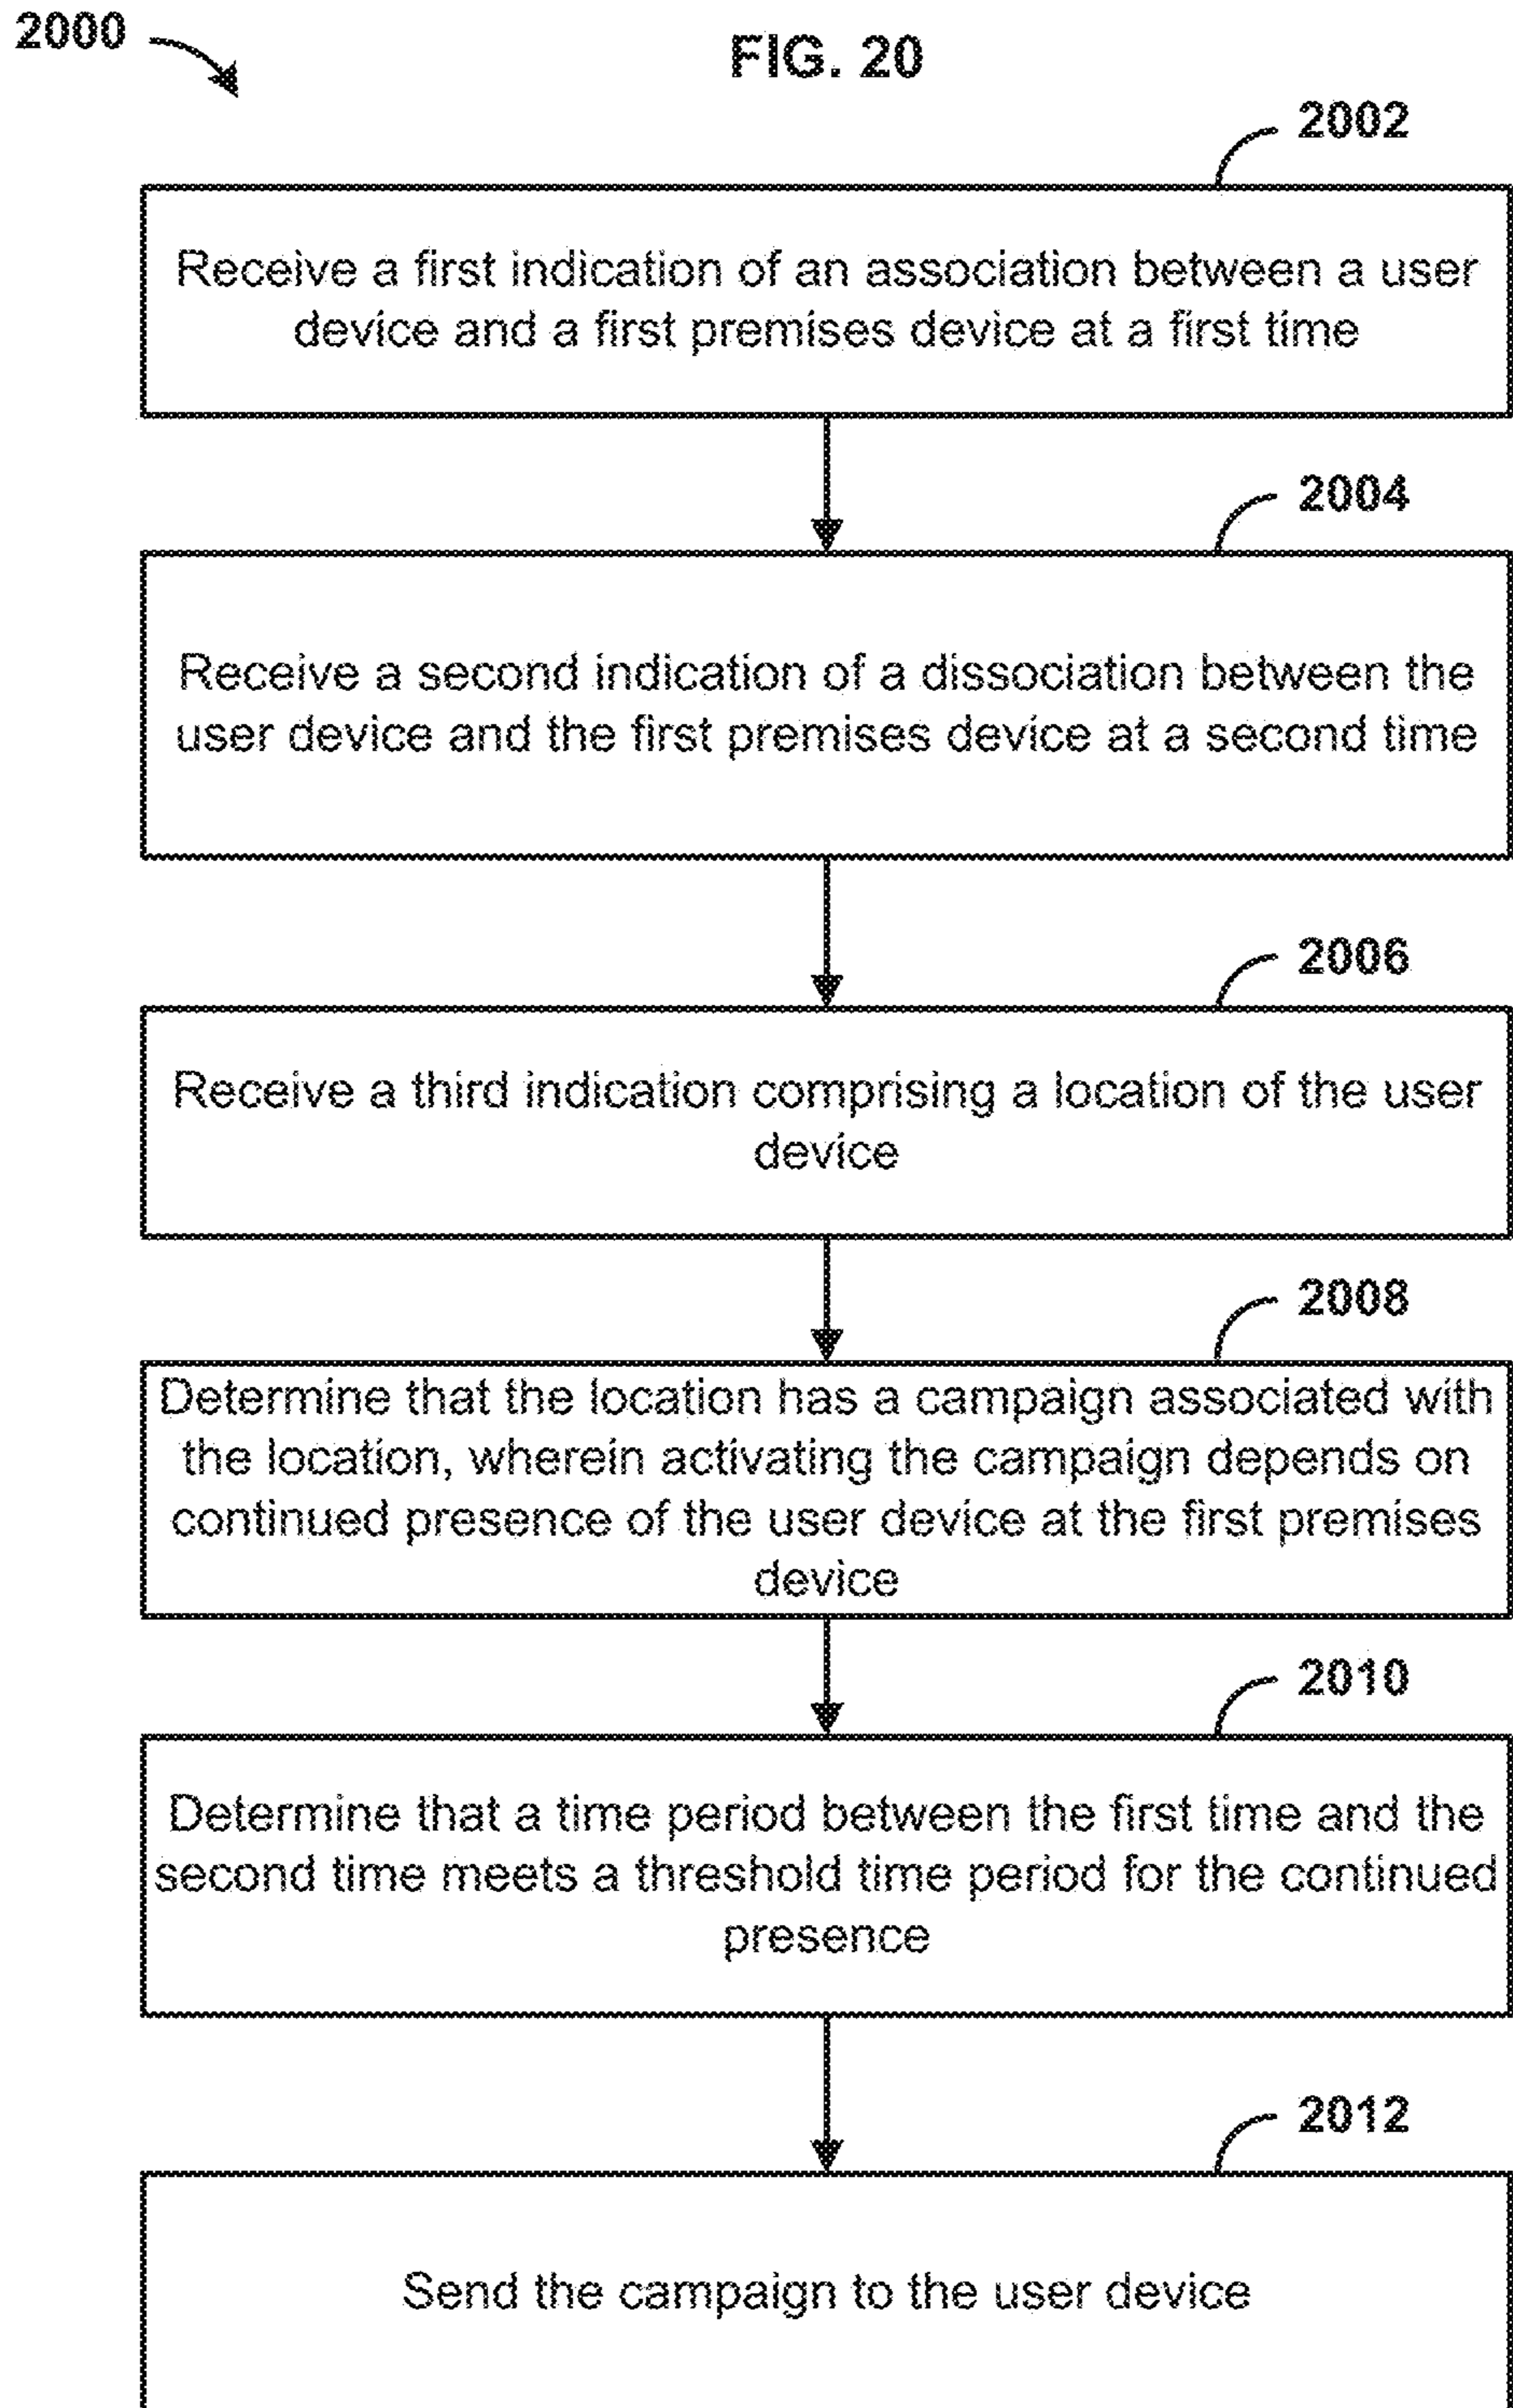 2000
FIG. 20
2002
Receive a first indication of an association between a user
device and a first premises device at a first time
2004
Receive a second indication of a dissociation between the
user device and the first premises device at a second time
2006
Receive a third indication comprising a location of the user
device
2008
Determine that the location has a campaign associated with
the location, wherein activating the campaign depends on
continued presence of the user device at the first premises
device
2010
Determine that a time period between the first time and the
second time meets a threshold time period for the continued
presence
2012
Send the campaign to the user device